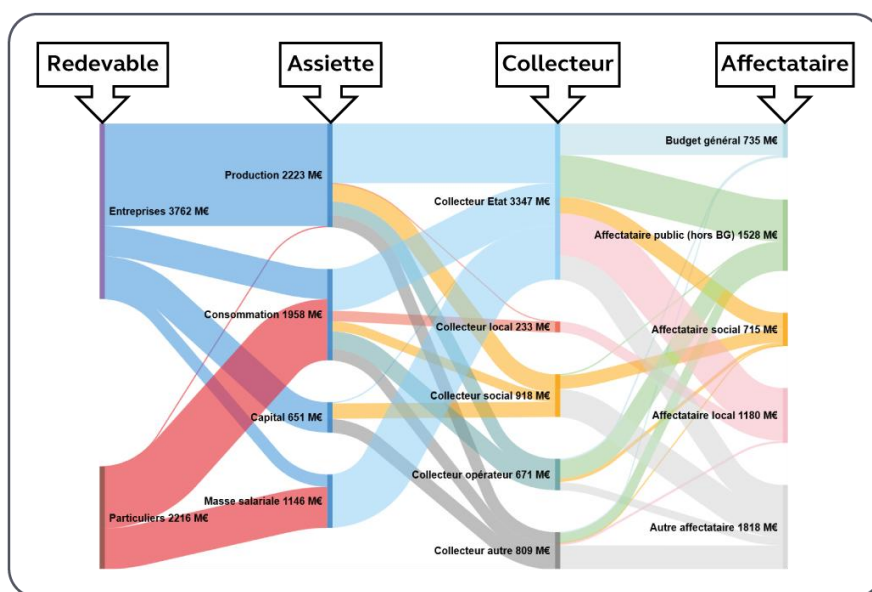 Redevable
Assiette
Collecteur
Affectataire
Entreprises 3762 M€
Particuliers 2216 M€
Production 2223 M€
Consommation 1958 M€
Capital 651 M€
Masse salariale 1146 M€
Collecteur Etat 3347 M€
Collecteur local 233 M€
Collecteur social 918 M€
Collecteur opérateur 671 M€
Collecteur autre 809 M€
Budget général 735 M€
Affectataire public (hors BG) 1528 M€
Affectataire social 715 M€
Affectataire local 1180 M€
Autre affectataire 1818 M€